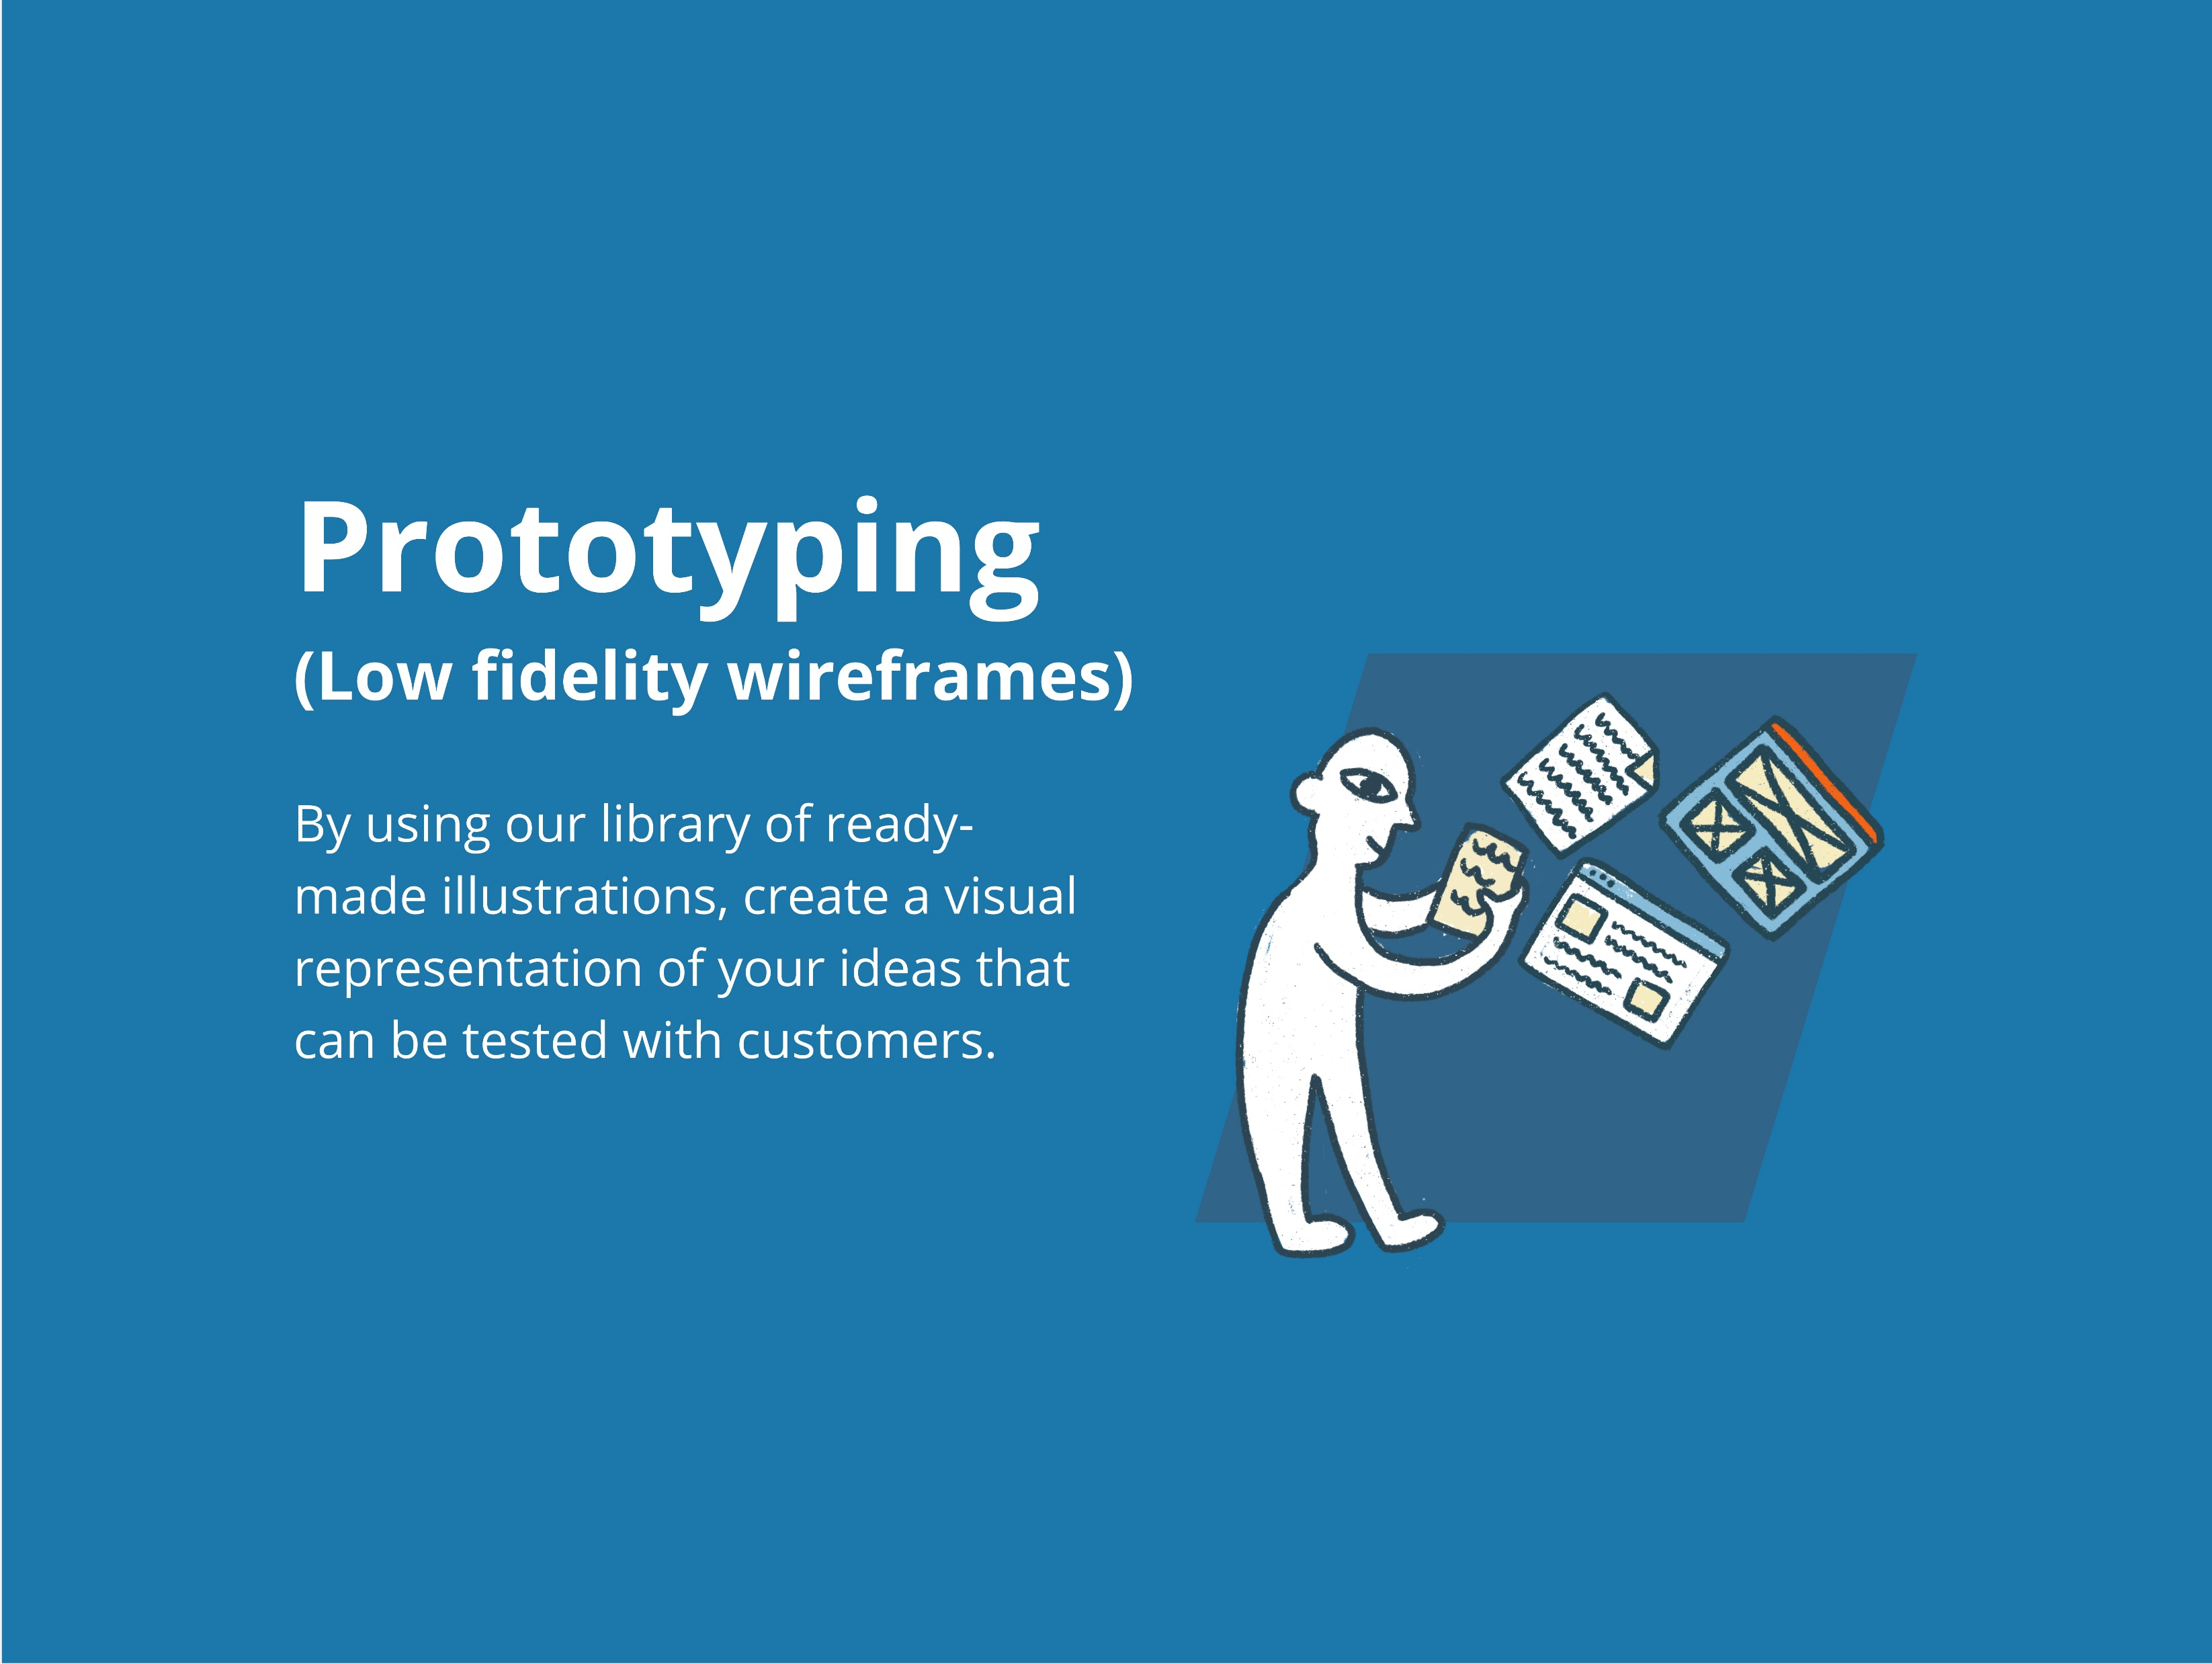 Prototyping
(Low fidelity wireframes)
By using our library of ready-
made illustrations, create a visual
representation of your ideas that
can be tested with customers.